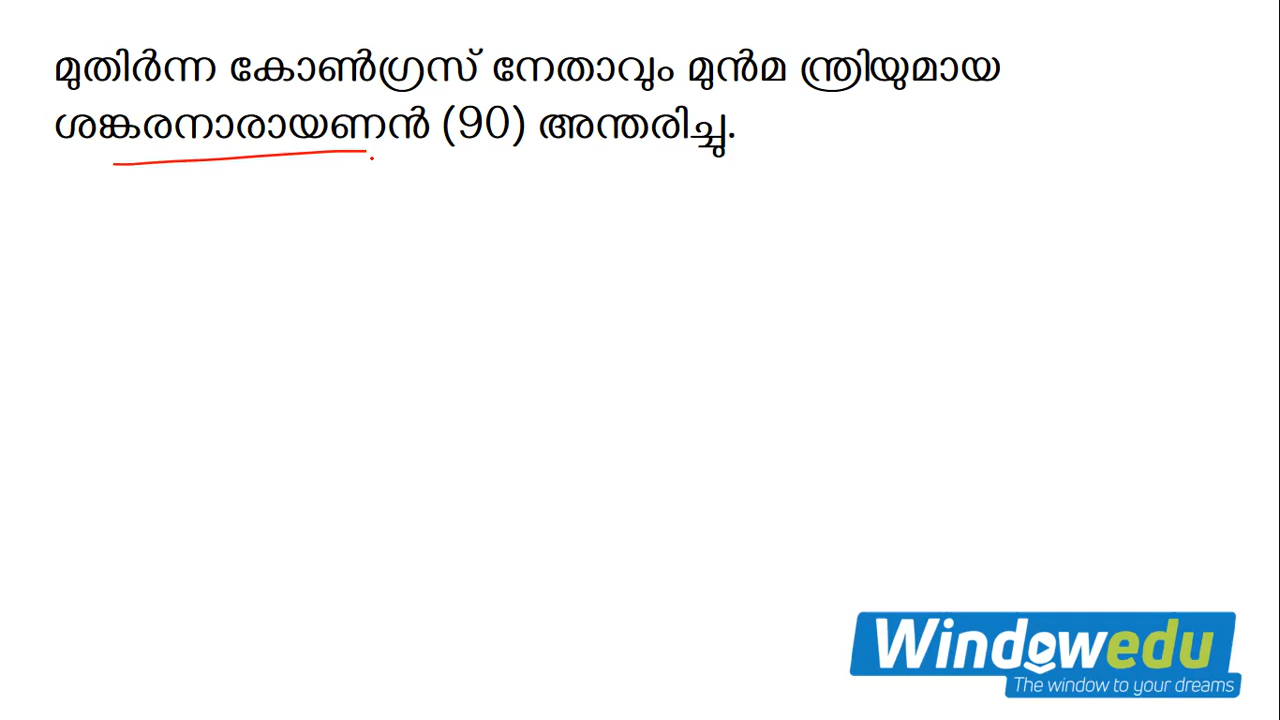 മുതിർന്ന കോൺഗ്രസ് നേതാവും മുൻമ ന്ത്രിയുമായ
ശങ്കരനാരായണൻ (90) അന്തരിച്ചു.
Windowedu
The window to your dreams